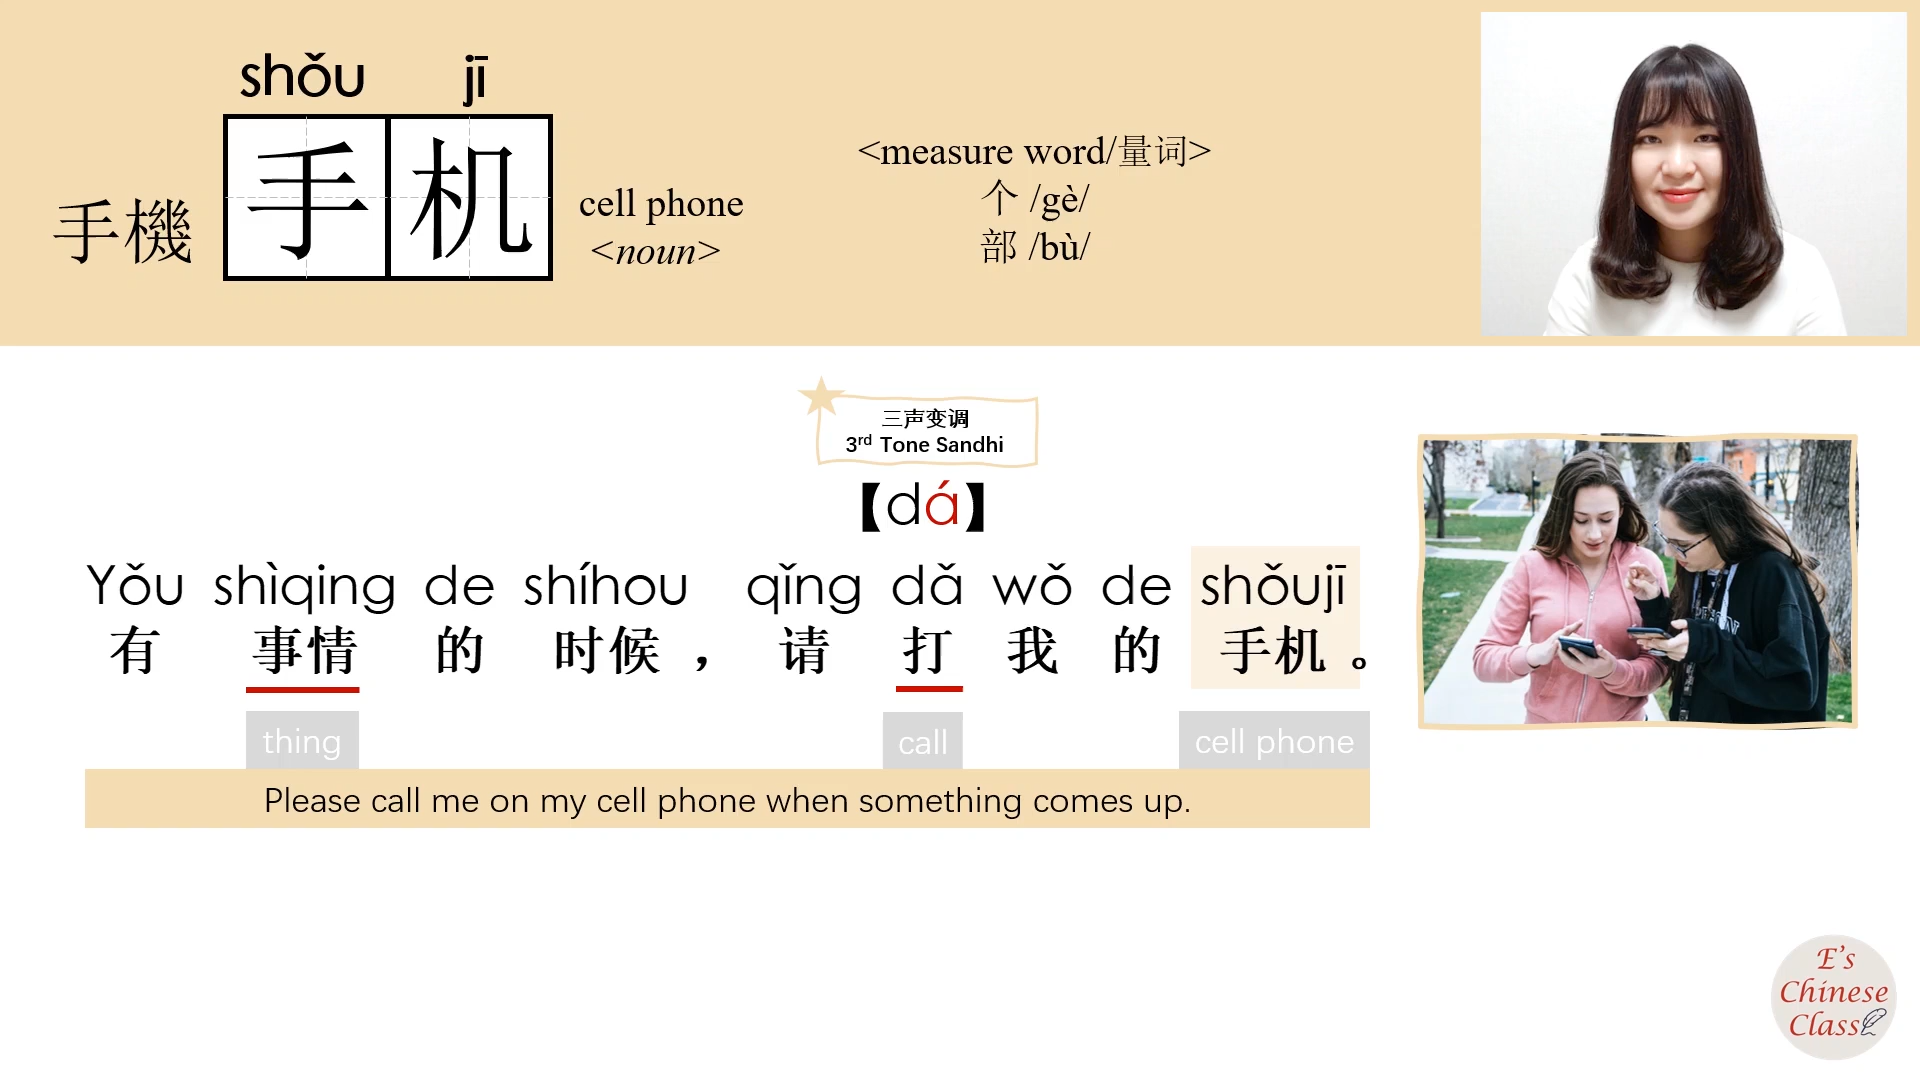 shǒu jī
手機
手机
cell phone
<noun>
<measure word/量词>
个 /gè/
部 /bù/
三声变调
3rd Tone Sandhi
【dá】
Yǒu shìqing de shíhou qǐng dǎ wǒ de shǒujī
有 事情 的 时候 ， 请 打 我 的 手机 。
thing call cell phone
Please call me on my cell phone when something comes up.
E's
Chinese
Class